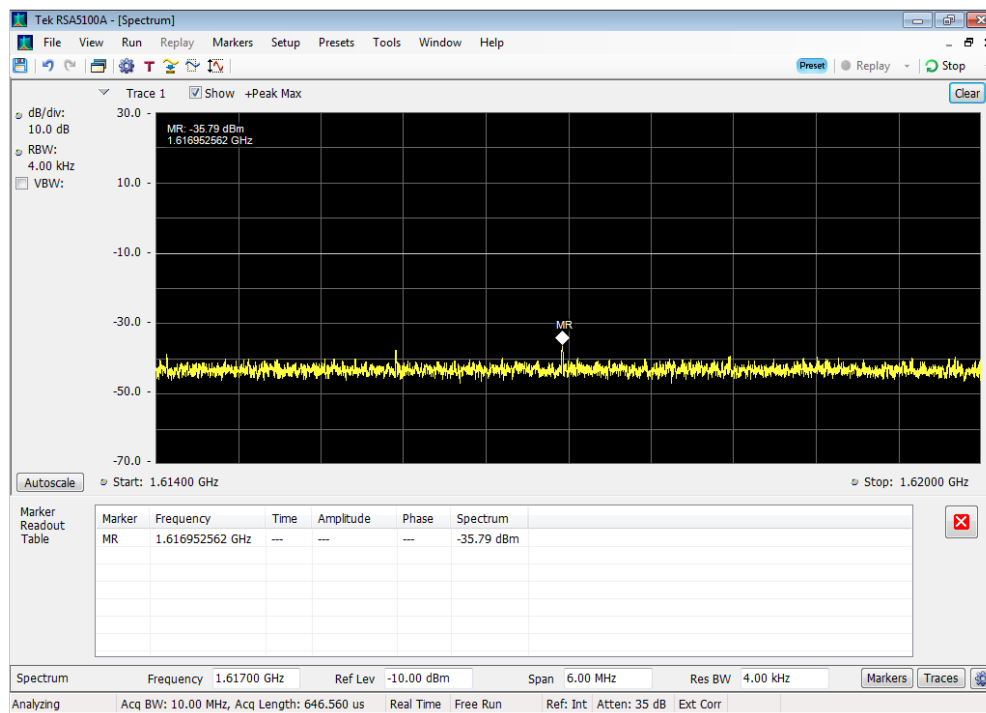 Tek RSA5100A - [Spectrum]
File View Run Replay Markers Setup Presets Tools Window Help
T Preset Replay Stop
Trace 1 Show +Peak Max Clear
dB/div:
10.0 dB
RBW:
4.00 kHz
VBW:
30.0 -
10.0 -
-10.0 -
-30.0 -
-50.0 -
-70.0 -
MR: -35.79 dBm
1.616952562 GHz
MR
Autoscale Start: 1.61400 GHz Stop: 1.62000 GHz
Marker
Readout
Table
Marker Frequency Time Amplitude Phase Spectrum
MR 1.616952562 GHz --- --- --- -35.79 dBm
Spectrum Frequency 1.61700 GHz Ref Lev -10.00 dBm Span 6.00 MHz Res BW 4.00 kHz Markers Traces
Analyzing Acq BW: 10.00 MHz, Acq Length: 646.560 us Real Time Free Run Ref: Int Atten: 35 dB Ext Corr